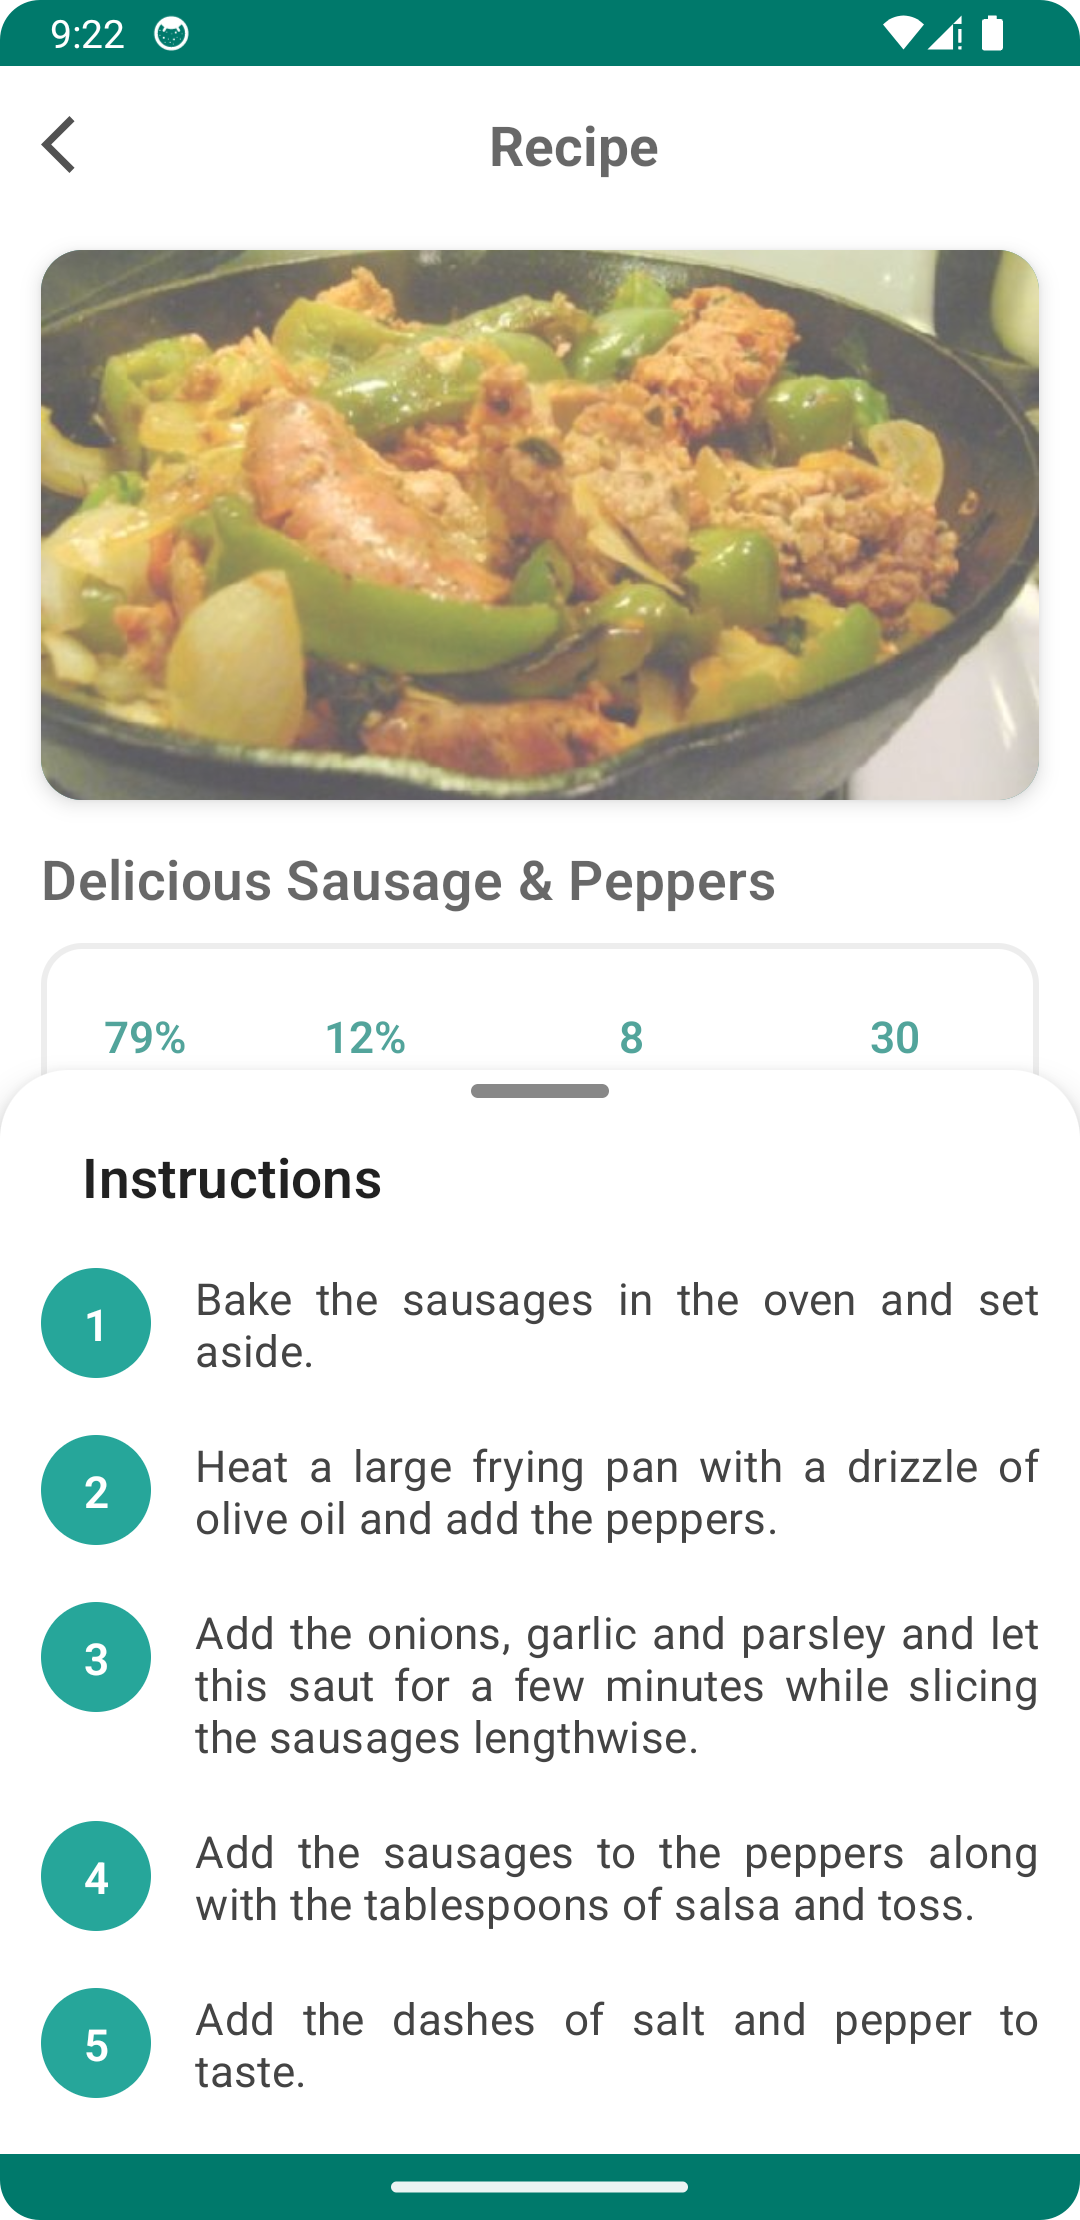 9:22
Recipe
Delicious Sausage & Peppers
79% 12% 8 30
Instructions
1 Bake the sausages in the oven and set
aside.
2 Heat a large frying pan with a drizzle of
olive oil and add the peppers.
3 Add the onions, garlic and parsley and let
this saut for a few minutes while slicing
the sausages lengthwise.
4 Add the sausages to the peppers along
with the tablespoons of salsa and toss.
5 Add the dashes of salt and pepper to
taste.